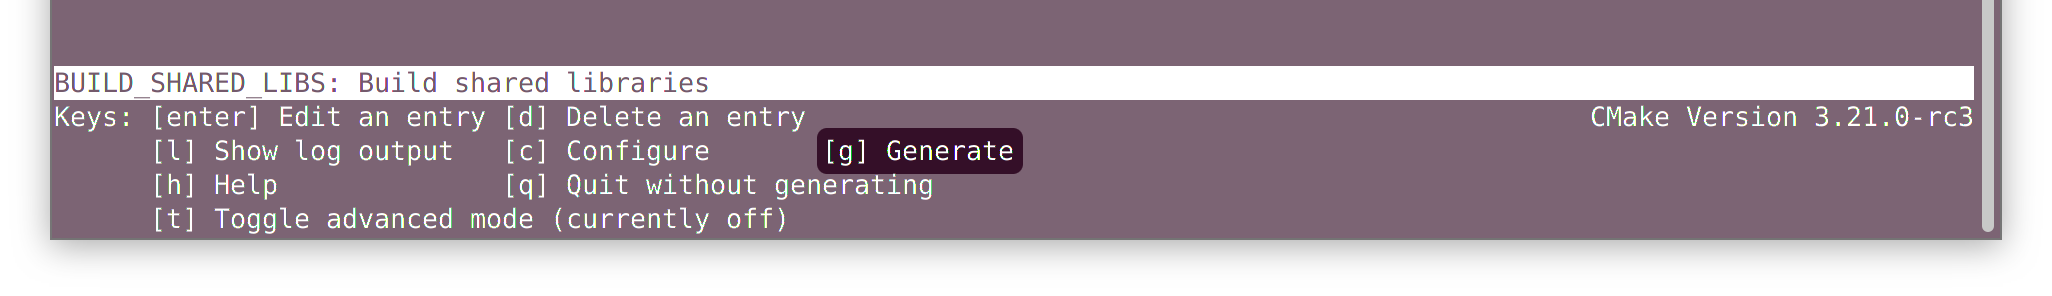 BUILD_SHARED_LIBS: Build shared libraries
Keys: [enter] Edit an entry [d] Delete an entry CMake Version 3.21.0-rc3
[l] Show log output [c] Configure [g] Generate
[h] Help [q] Quit without generating
[t] Toggle advanced mode (currently off)